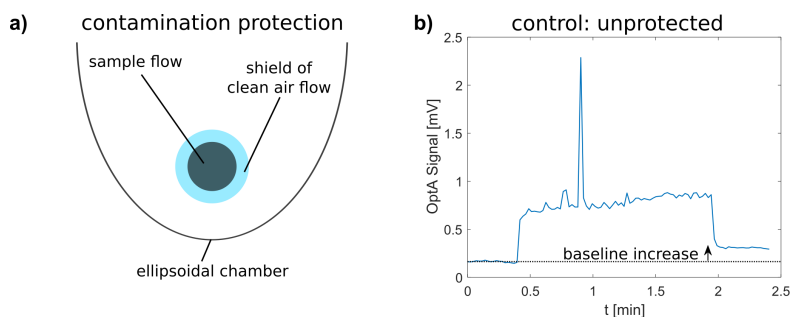 a)
contamination protection
sample flow
shield of
clean air flow
ellipsoidal chamber
b)
control: unprotected
2.5
2
1.5
1
0.5
0
OptA Signal [mV]
baseline increase
0
0.5
1
1.5
2
2.5
t [min]